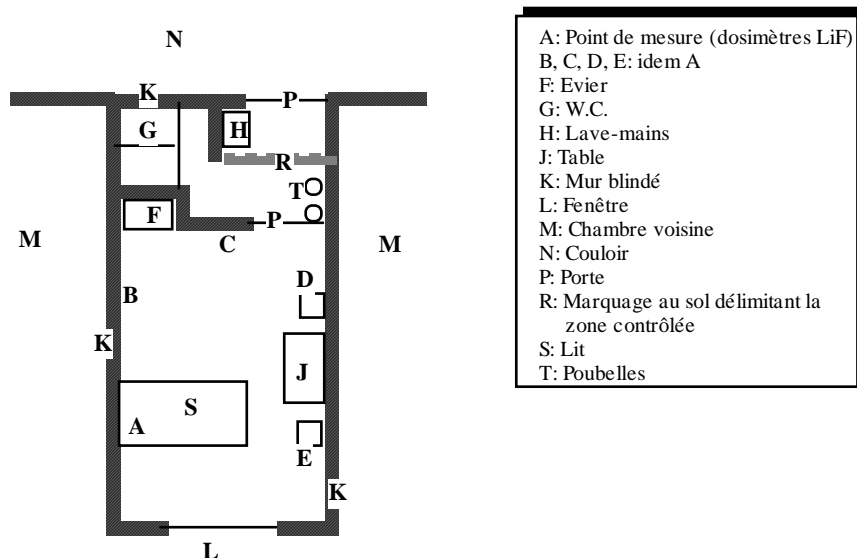 N
K
P
G
H
R
T
F
P
M
C
M
D
B
K
J
S
A
E
K
L
A: Point de mesure (dosimètres LiF)
B, C, D, E: idem A
F: Evier
G: W.C.
H: Lave-mains
J: Table
K: Mur blindé
L: Fenêtre
M: Chambre voisine
N: Couloir
P: Porte
R: Marquage au sol délimitant la
zone contrôlée
S: Lit
T: Poubelles